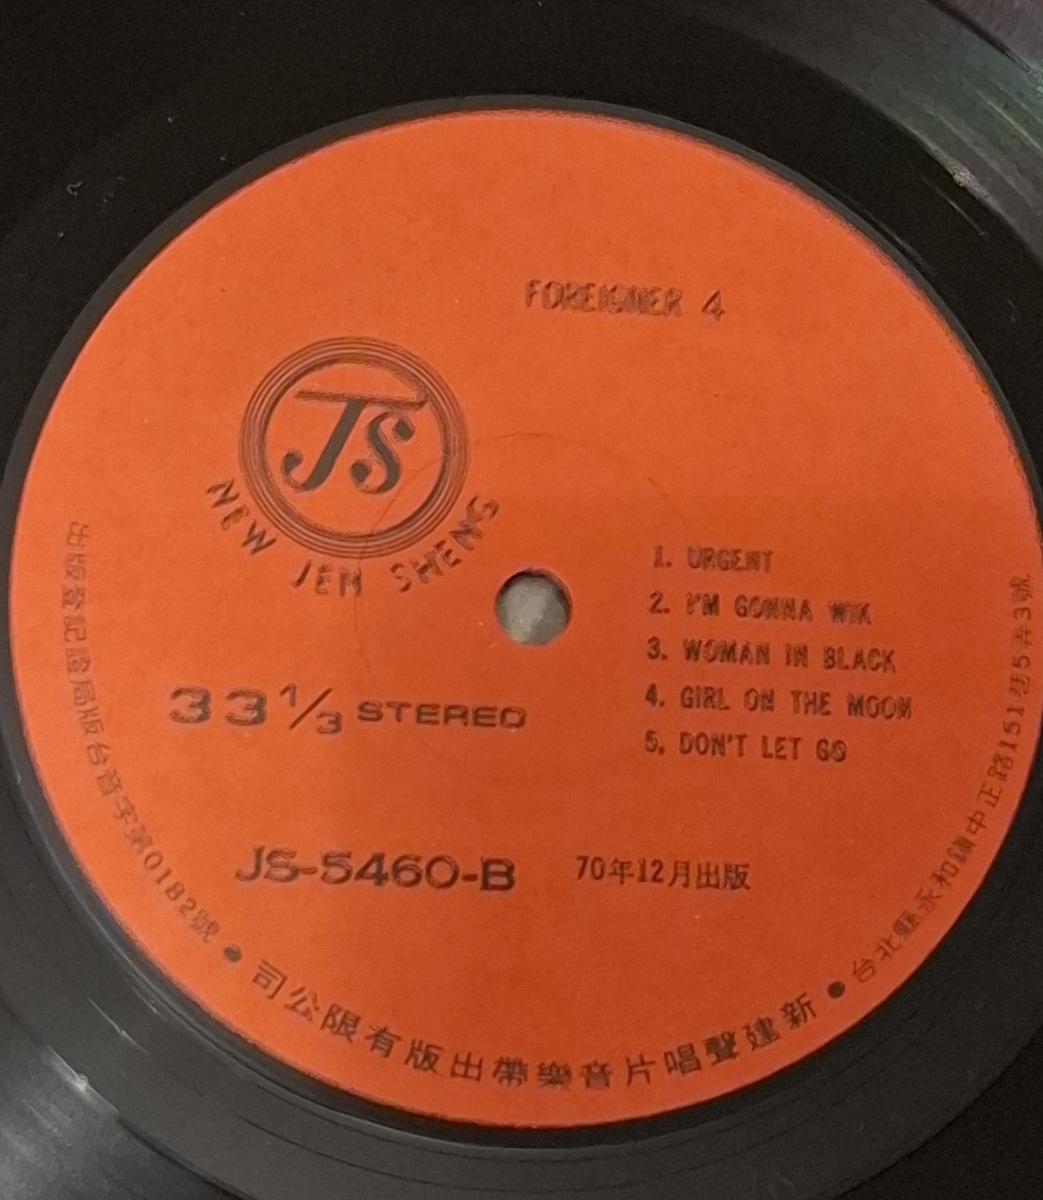 FOREIGNER 4
JS
NEW JEN SHENG
1. URGENT
2. I'M GONNA WIN
3. WOMAN IN BLACK
4. GIRL ON THE MOON
5. DON'T LET GO
33 1/3 STEREO
JS-5460-B
70年12月出版
出版登記證局版台音字第0182號
司公限有版出帶樂音片唱聲建新
台北縣永和鎮中正路151巷5弄3號